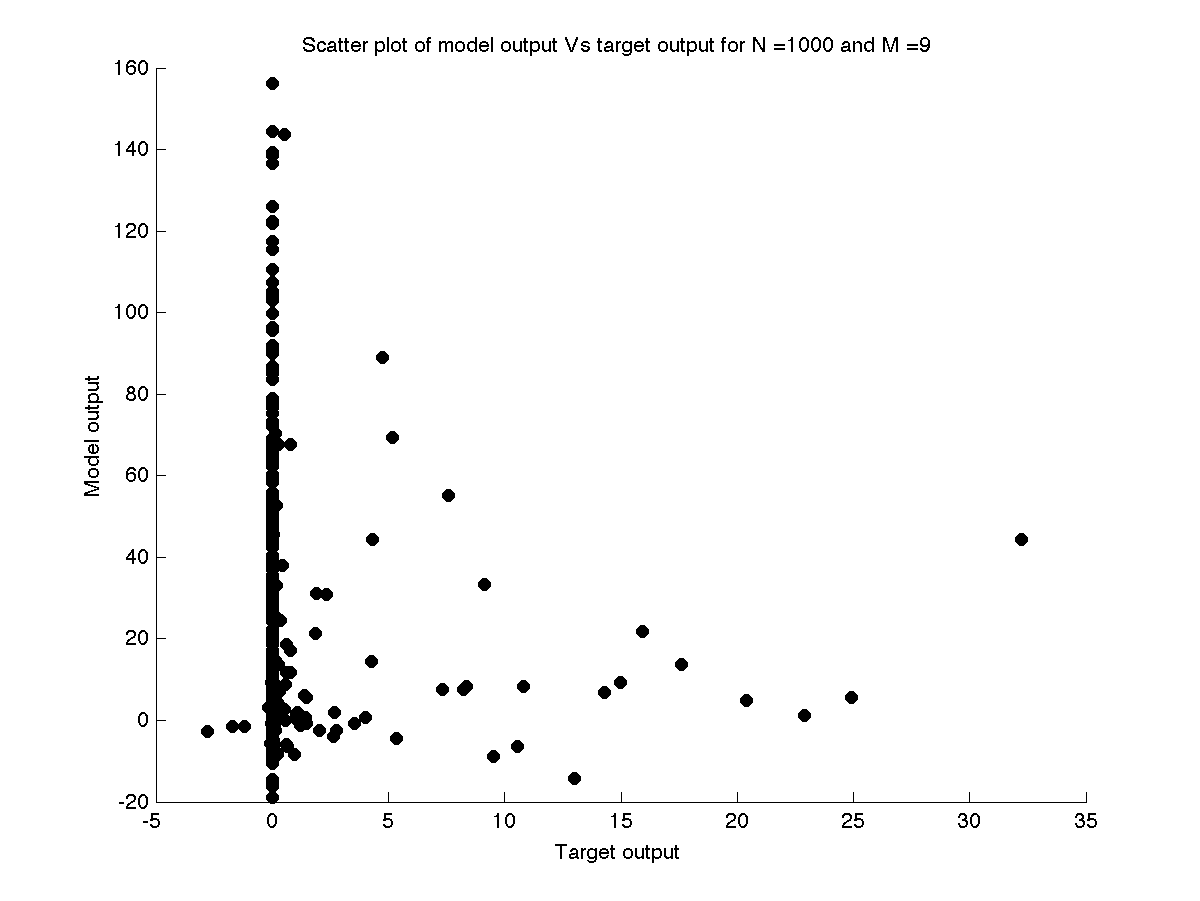 Scatter plot of model output Vs target output for N =1000 and M =9
160
140
120
100
80
60
40
20
0
-20
Model output
-5 0 5 10 15 20 25 30 35
Target output